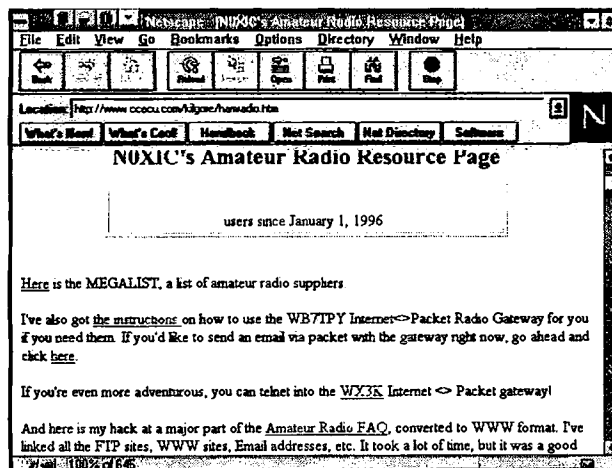 Netscape - [N0XIC's Amateur Radio Resource Page]
File Edit View Go Bookmarks Options Directory Window Help
Back Reload Open Print Find Stop
Location: http://www.ccecu.com/kilgore/hamradio.htm
What's New! What's Cool! Handbook Net Search Net Directory Software
N
N0XIC's Amateur Radio Resource Page
users since January 1, 1996
Here is the MEGALIST, a list of amateur radio suppliers.
I've also got the instructions on how to use the WB7TPY Internet<>Packet Radio Gateway for you
if you need them. If you'd like to send an email via packet with the gateway right now, go ahead and
click here.
If you're even more adventurous, you can telnet into the WX3K Internet <> Packet gateway!
And here is my hack at a major part of the Amateur Radio FAQ, converted to WWW format. I've
linked all the FTP sites, WWW sites, Email addresses, etc. It took a lot of time, but it was a good
100% of 64K